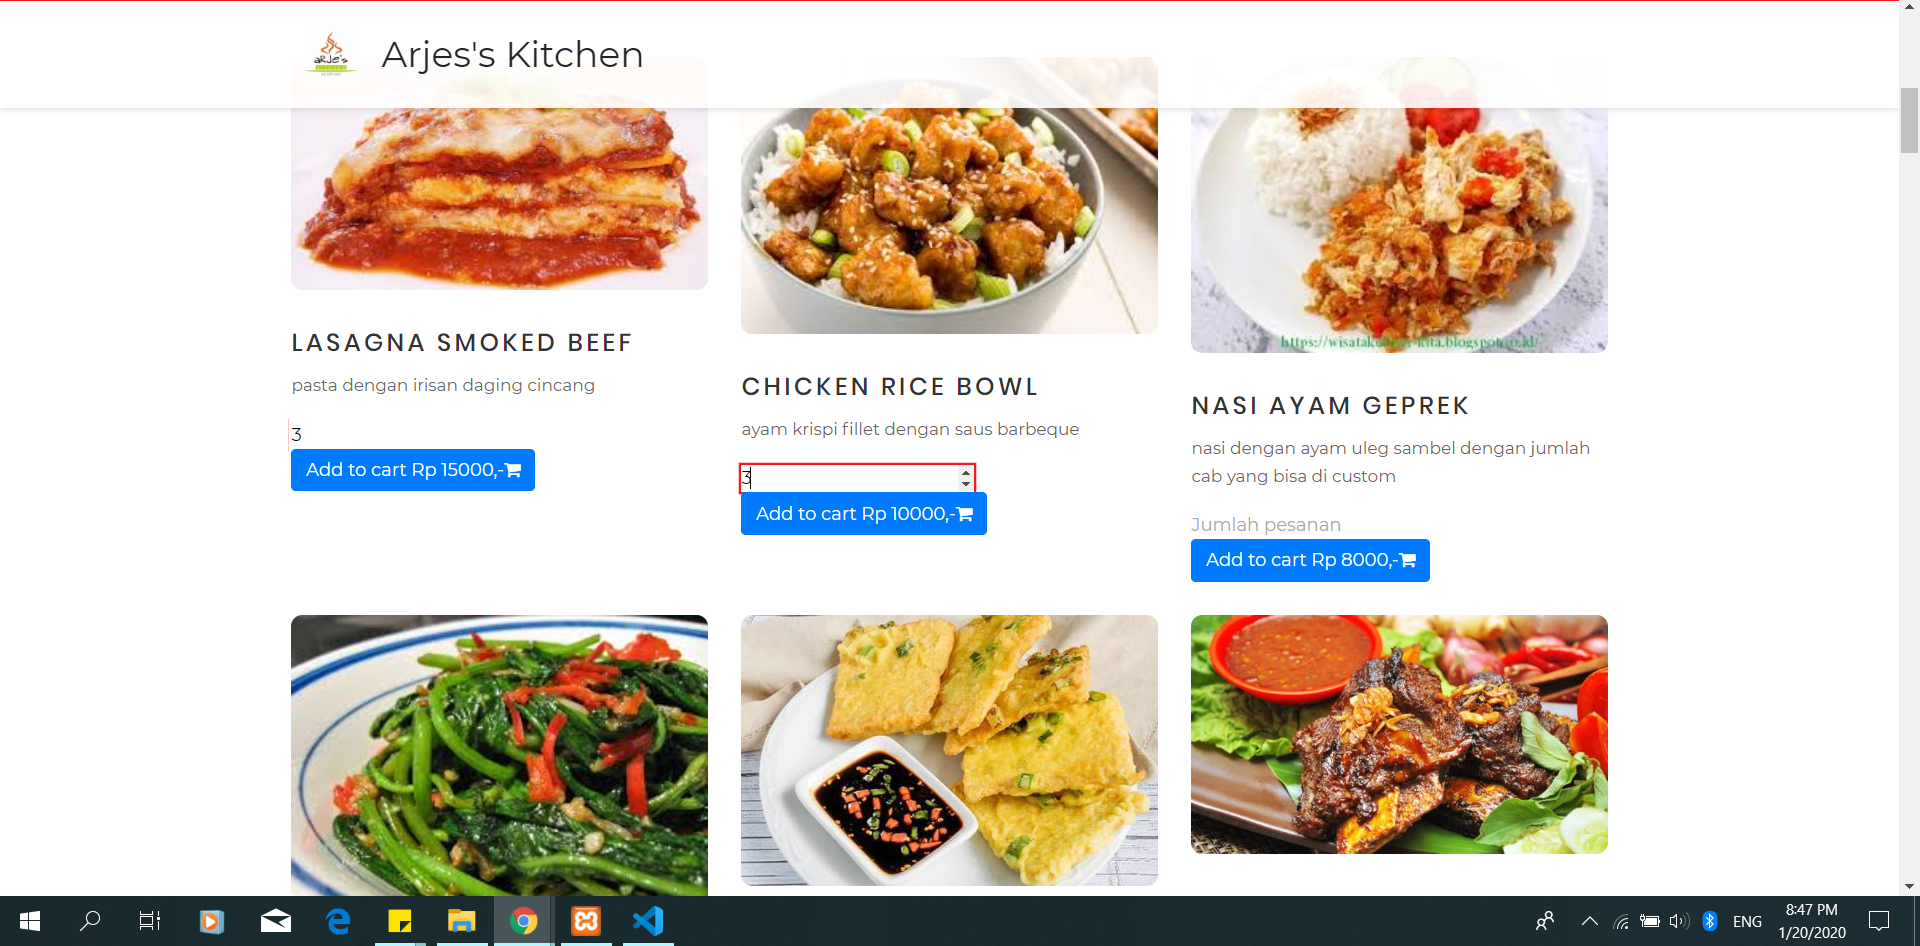 aRJe's
Arjes's Kitchen
https://wisatakuliner-kita.blogspot.co.id/
LASAGNA SMOKED BEEF
pasta dengan irisan daging cincang
3
Add to cart Rp 15000,-
CHICKEN RICE BOWL
ayam krispi fillet dengan saus barbeque
3
Add to cart Rp 10000,-
NASI AYAM GEPREK
nasi dengan ayam uleg sambel dengan jumlah
cab yang bisa di custom
Jumlah pesanan
Add to cart Rp 8000,-
ENG
8:47 PM
1/20/2020